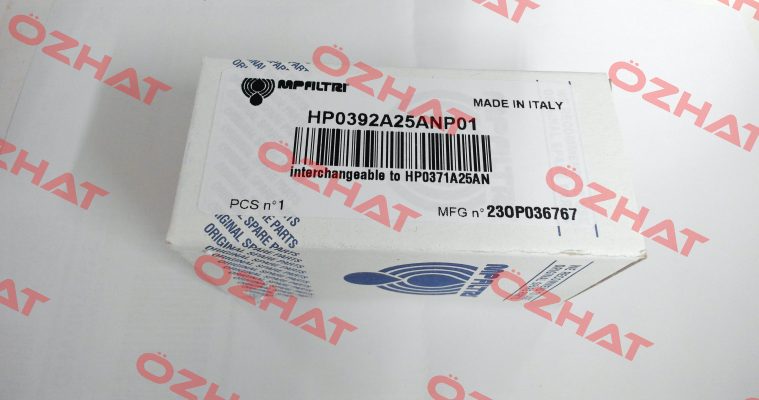 MPFILTRI
MADE IN ITALY
HP0392A25ANP01
interchangeable to HP0371A25AN
PCS n° 1
MFG n° 23OP036767
ORIGINAL SPARE PARTS
ORIGINAL SPARE PARTS
MPFILTRI
ÖZHAT
ÖZHAT
ÖZHAT
ÖZHAT
ÖZHAT
ÖZHAT
ÖZHAT
ÖZHAT
ÖZHAT
ÖZHAT